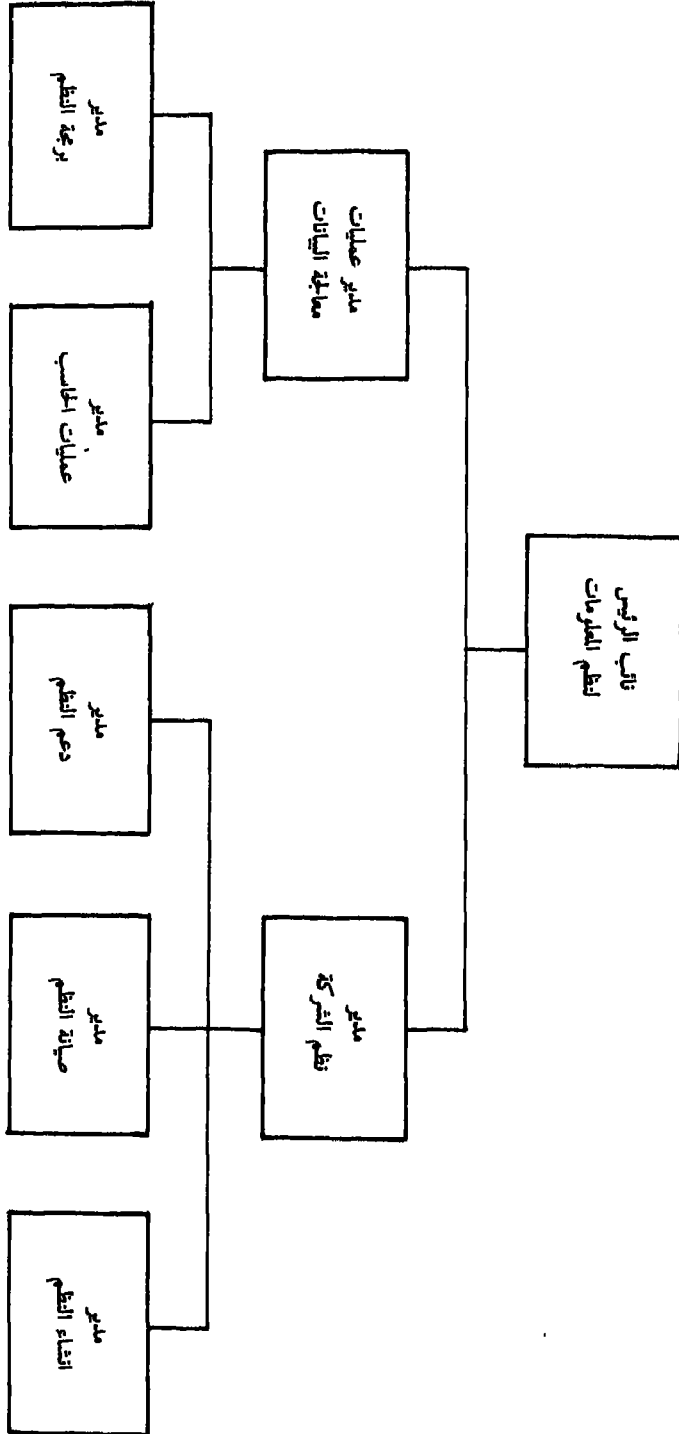 نائب الرئيس
لنظم المعلومات
مدير
نظم الشركة
مدير عمليات
معالجة البيانات
مدير
انشاء النظم
مدير
صيانة النظم
مدير
دعم النظم
مدير
عمليات الحاسب
مدير
برمجة النظم